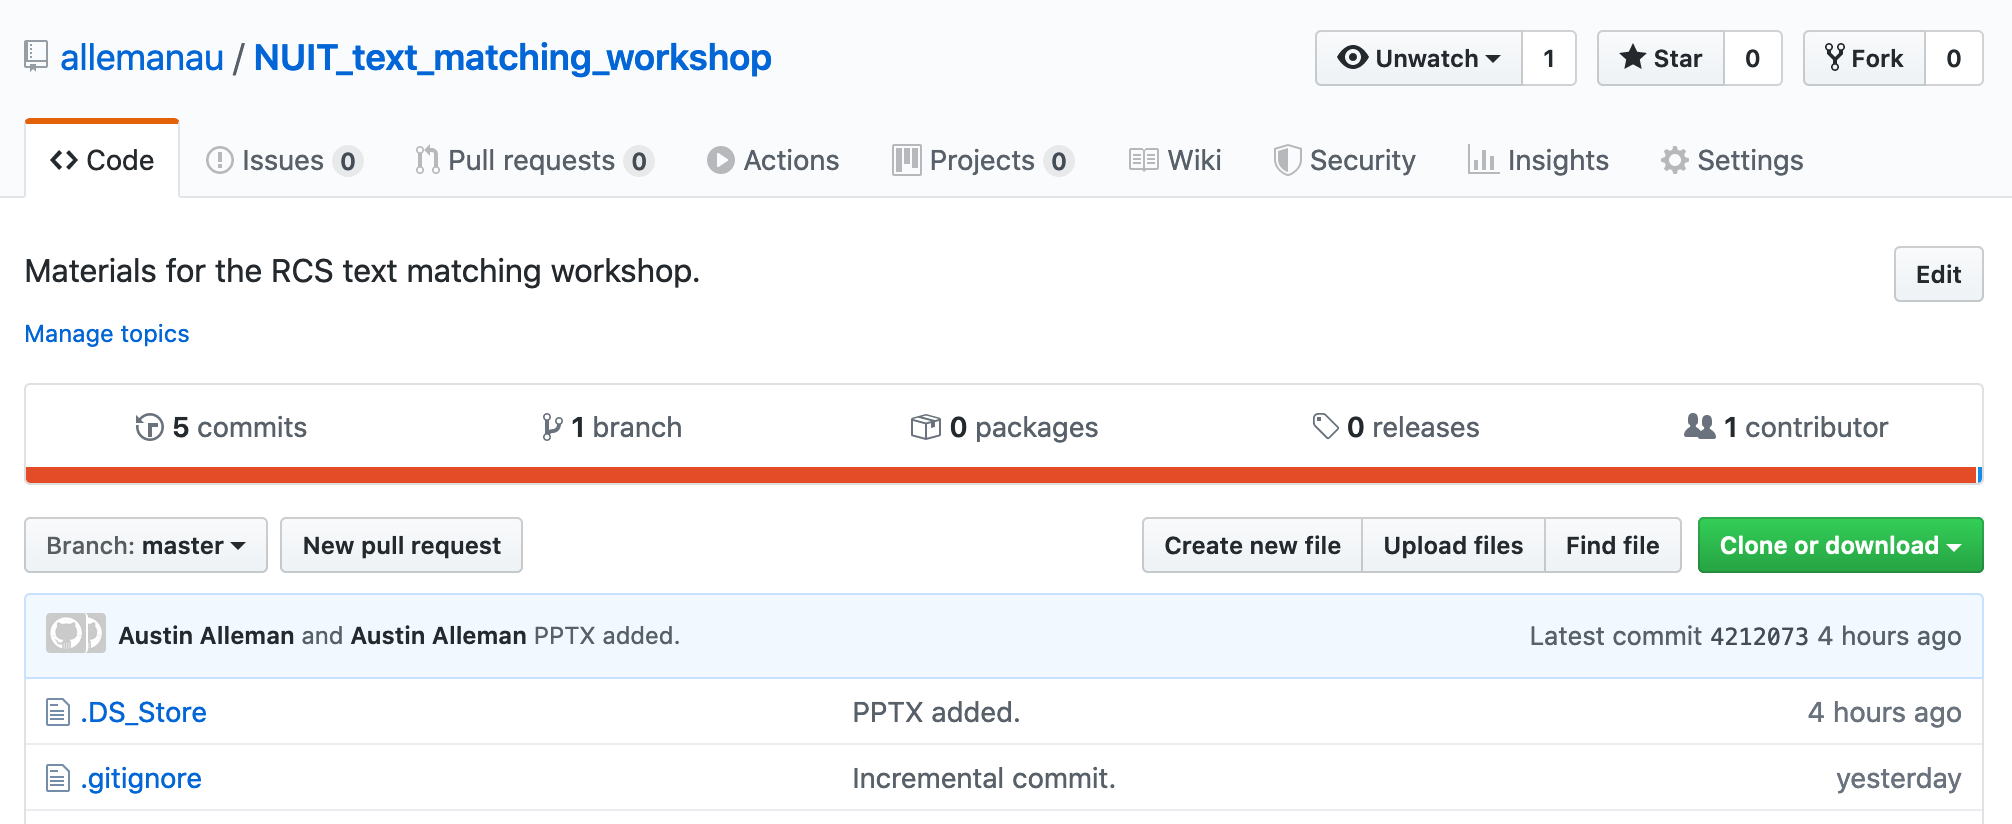 allemanau / NUIT_text_matching_workshop Unwatch 1 Star 0 Fork 0
Code Issues 0 Pull requests 0 Actions Projects 0 Wiki Security Insights Settings
Materials for the RCS text matching workshop. Edit
Manage topics
5 commits 1 branch 0 packages 0 releases 1 contributor
Branch: master New pull request Create new file Upload files Find file Clone or download
Austin Alleman and Austin Alleman PPTX added. Latest commit 4212073 4 hours ago
.DS_Store PPTX added. 4 hours ago
.gitignore Incremental commit. yesterday